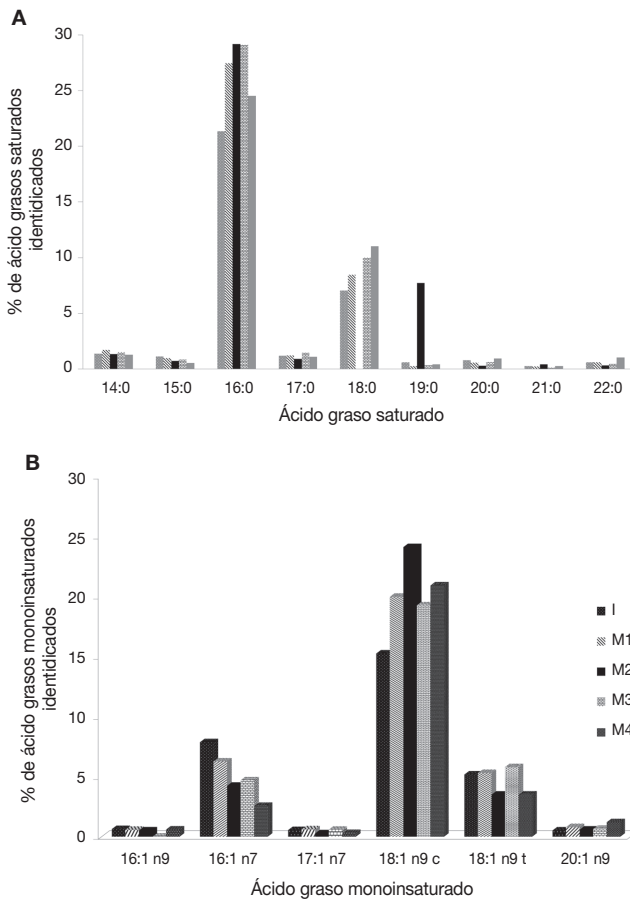 A
% de ácido grasos saturados
identidicados
30
25
20
15
10
5
0
14:0 15:0 16:0 17:0 18:0 19:0 20:0 21:0 22:0
Ácido graso saturado
B
% de ácido grasos monoinsaturados
identidicados
30
25
20
15
10
5
0
I
M1
M2
M3
M4
16:1 n9 16:1 n7 17:1 n7 18:1 n9 c 18:1 n9 t 20:1 n9
Ácido graso monoinsaturado